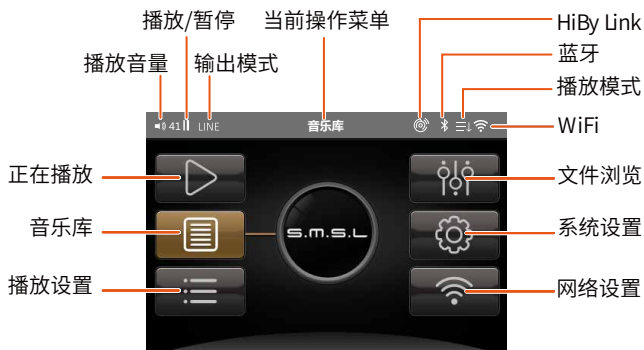 播放/暂停
当前操作菜单
HiBy Link
播放音量
输出模式
蓝牙
播放模式
41 LINE
音乐库
WiFi
正在播放
文件浏览
音乐库
S.M.S.L
系统设置
播放设置
网络设置